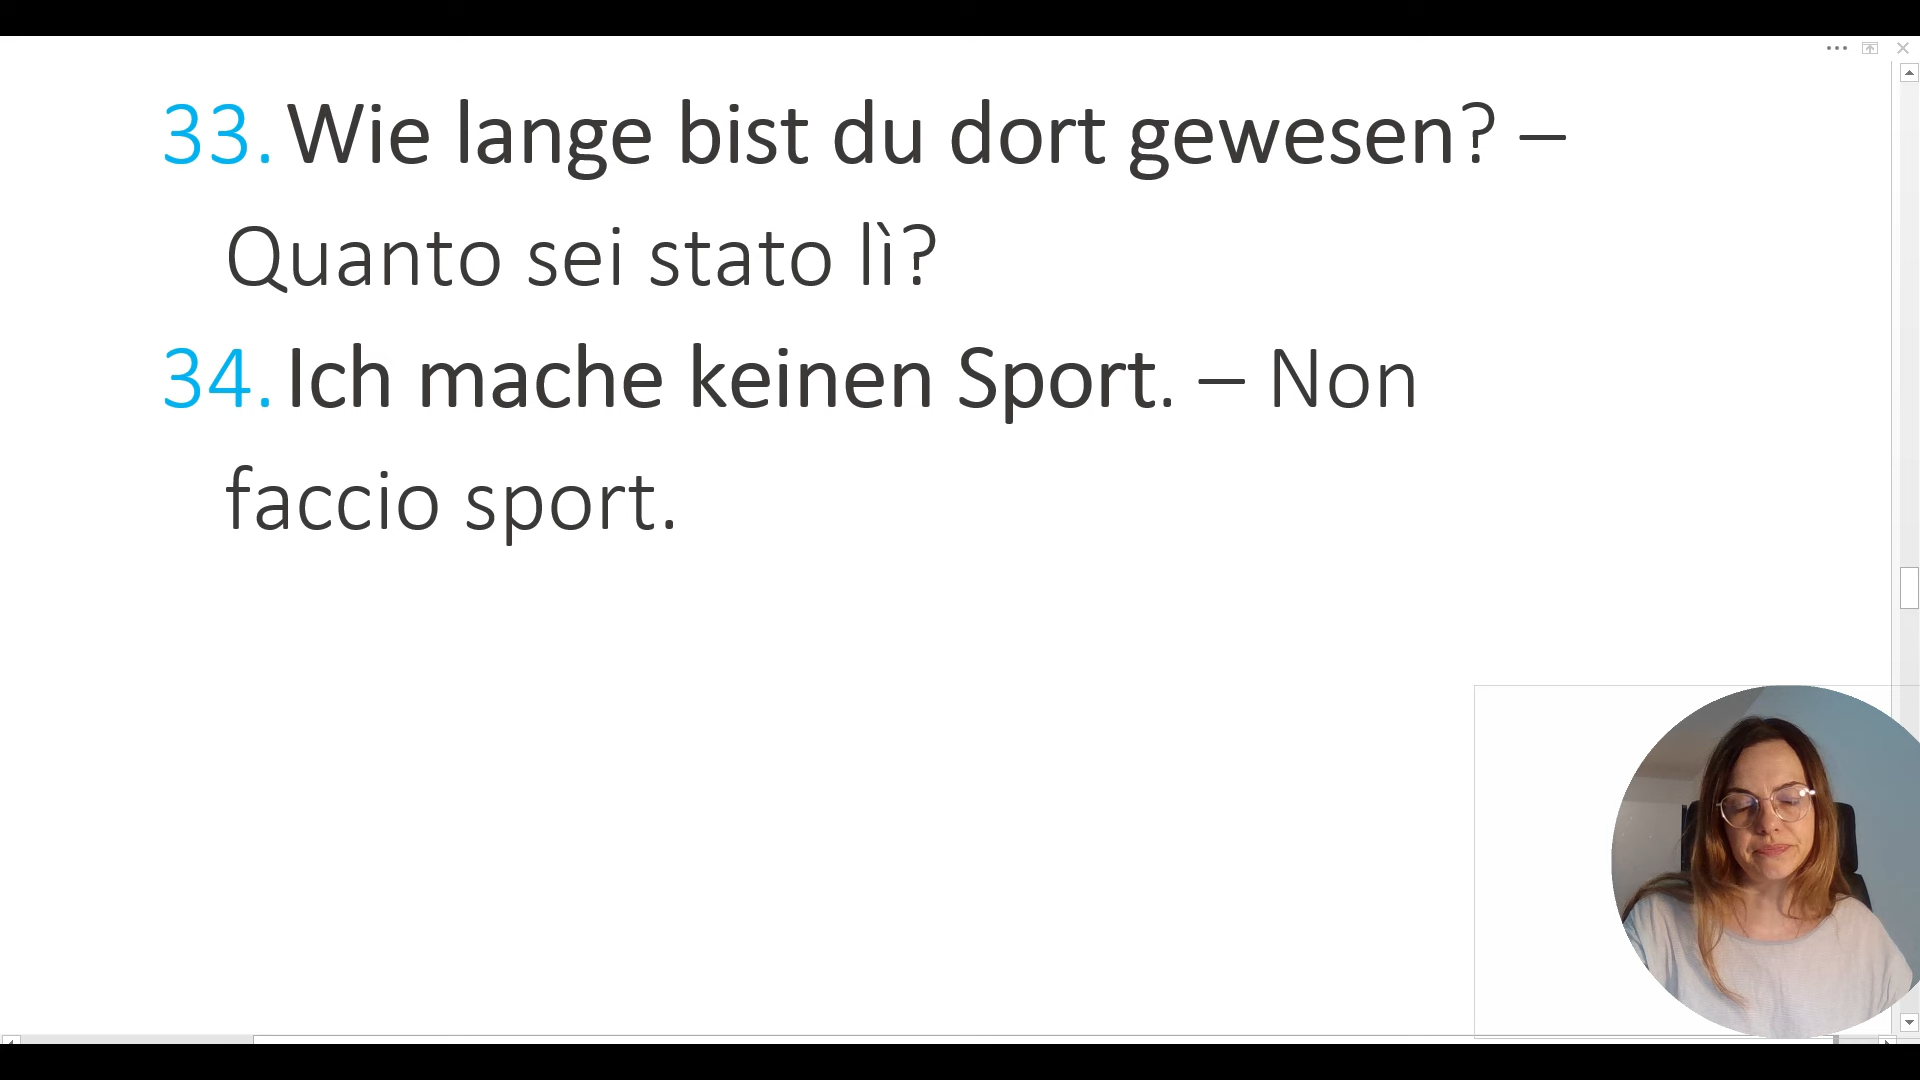 33. Wie lange bist du dort gewesen? –
Quanto sei stato lì?
34. Ich mache keinen Sport. – Non
faccio sport.